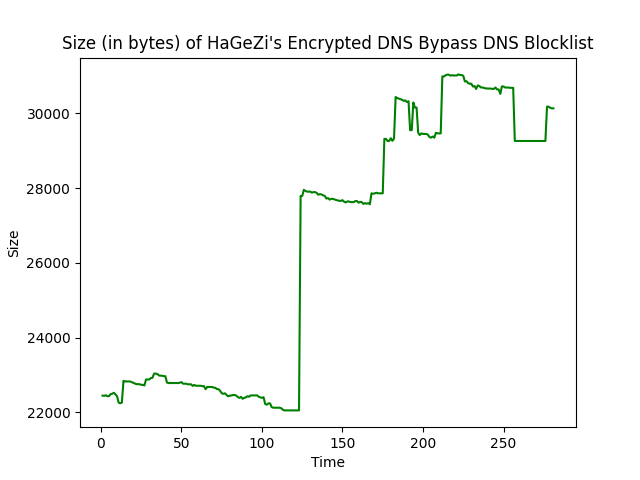 Size (in bytes) of HaGeZi's Encrypted DNS Bypass DNS Blocklist
30000
28000
26000
24000
22000
Size
0 50 100 150 200 250
Time